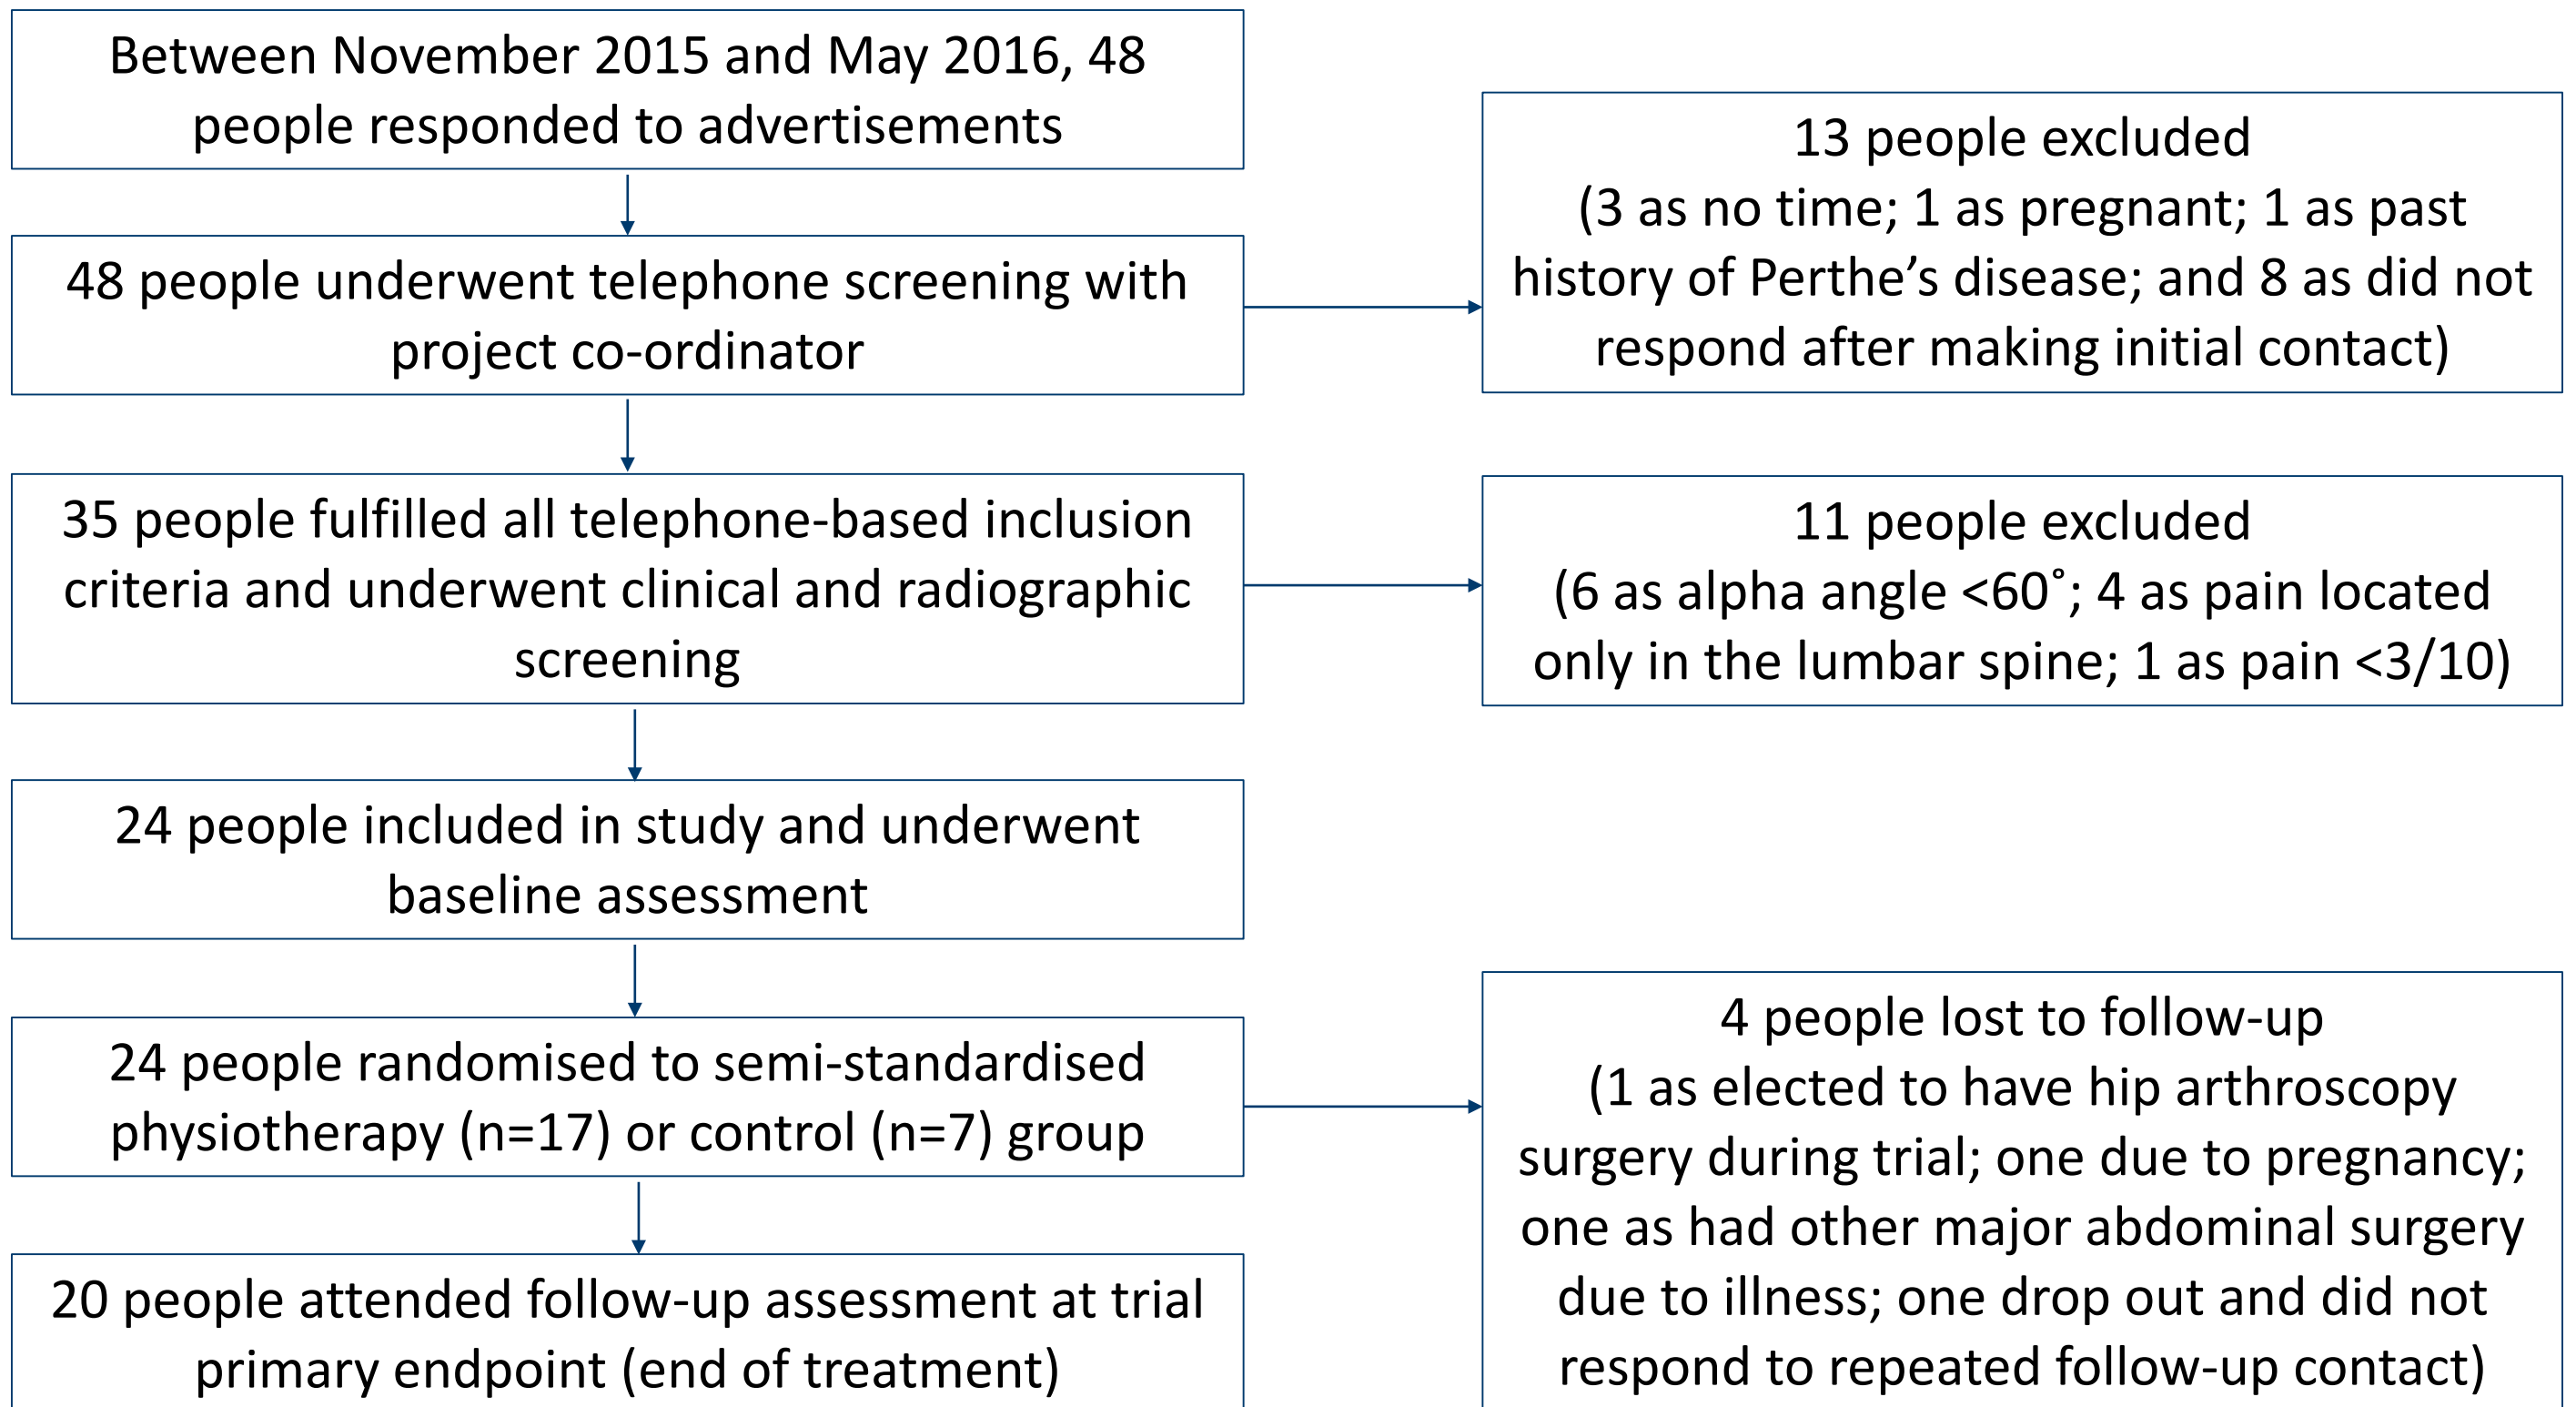 Between November 2015 and May 2016, 48
people responded to advertisements
48 people underwent telephone screening with
project co-ordinator
13 people excluded
(3 as no time; 1 as pregnant; 1 as past
history of Perthe’s disease; and 8 as did not
respond after making initial contact)
35 people fulfilled all telephone-based inclusion
criteria and underwent clinical and radiographic
screening
11 people excluded
(6 as alpha angle <60˚; 4 as pain located
only in the lumbar spine; 1 as pain <3/10)
24 people included in study and underwent
baseline assessment
24 people randomised to semi-standardised
physiotherapy (n=17) or control (n=7) group
4 people lost to follow-up
(1 as elected to have hip arthroscopy
surgery during trial; one due to pregnancy;
one as had other major abdominal surgery
due to illness; one drop out and did not
respond to repeated follow-up contact)
20 people attended follow-up assessment at trial
primary endpoint (end of treatment)